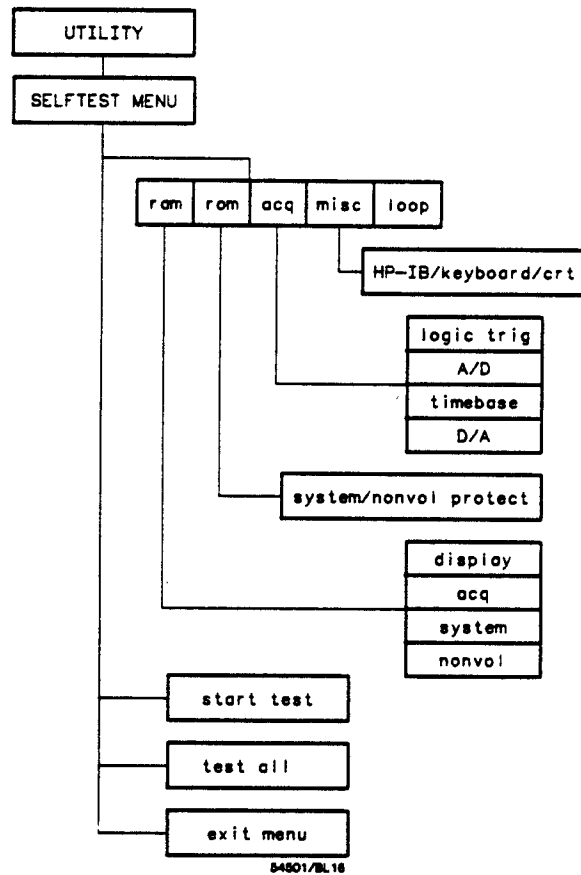 UTILITY
SELFTEST MENU
ram rom acq misc loop
HP-IB/keyboard/crt
logic trig
A/D
timebase
D/A
system/nonvol protect
display
acq
system
nonvol
start test
test all
exit menu
54501/BL16